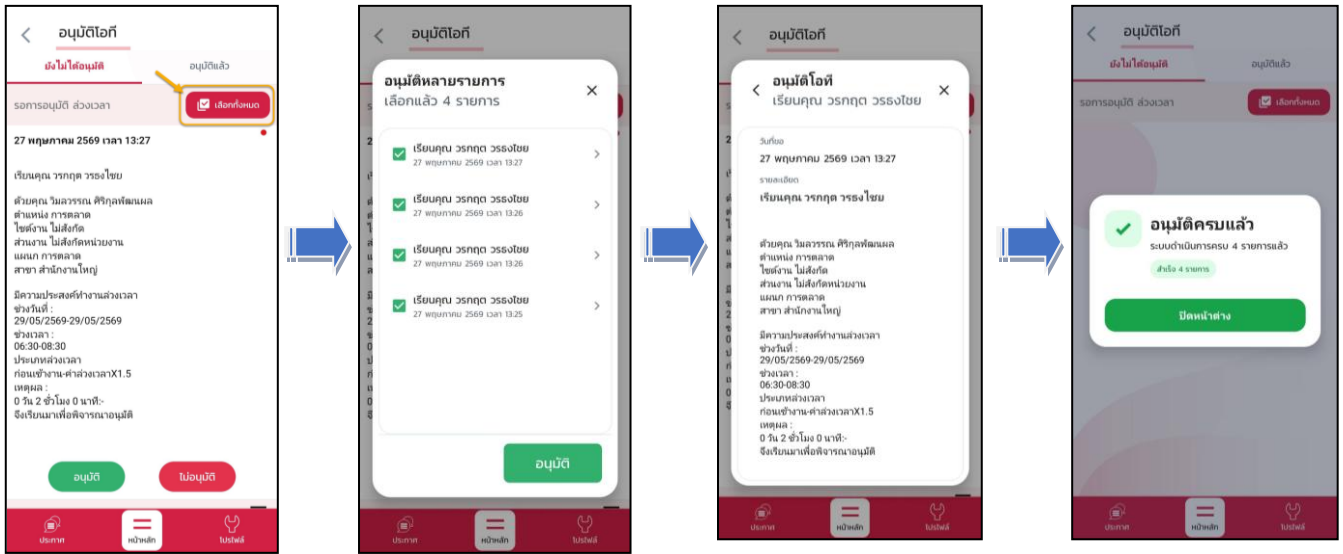 อนุมัติโอที
ยังไม่ได้อนุมัติ
อนุมัติแล้ว
รอการอนุมัติ ล่วงเวลา
เลือกทั้งหมด
27 พฤษภาคม 2569 เวลา 13:27
เรียนคุณ วรกฤต วรธงไชย
ด้วยคุณ วิมลวรรณ ศิริกุลพัฒนผล
ตำแหน่ง การตลาด
ไซต์งาน ไม่สังกัด
ส่วนงาน ไม่สังกัดหน่วยงาน
แผนก การตลาด
สาขา สำนักงานใหญ่
มีความประสงค์ทำงานล่วงเวลา
ช่วงวันที่ :
29/05/2569-29/05/2569
ช่วงเวลา :
06:30-08:30
ประเภทล่วงเวลา
ก่อนเข้างาน-ค่าล่วงเวลาX1.5
เหตุผล :
0 วัน 2 ชั่วโมง 0 นาที:-
จึงเรียนมาเพื่อพิจารณาอนุมัติ
อนุมัติ
ไม่อนุมัติ
ประกาศ
หน้าหลัก
โปรไฟล์
อนุมัติโอที
อนุมัติหลายรายการ
เลือกแล้ว 4 รายการ
เรียนคุณ วรกฤต วรธงไชย
27 พฤษภาคม 2569 เวลา 13:27
เรียนคุณ วรกฤต วรธงไชย
27 พฤษภาคม 2569 เวลา 13:26
เรียนคุณ วรกฤต วรธงไชย
27 พฤษภาคม 2569 เวลา 13:26
เรียนคุณ วรกฤต วรธงไชย
27 พฤษภาคม 2569 เวลา 13:25
อนุมัติ
ประกาศ
หน้าหลัก
โปรไฟล์
อนุมัติโอที
อนุมัติโอที
เรียนคุณ วรกฤต วรธงไชย
วันที่ขอ
27 พฤษภาคม 2569 เวลา 13:27
รายละเอียด
เรียนคุณ วรกฤต วรธงไชย
ด้วยคุณ วิมลวรรณ ศิริกุลพัฒนผล
ตำแหน่ง การตลาด
ไซต์งาน ไม่สังกัด
ส่วนงาน ไม่สังกัดหน่วยงาน
แผนก การตลาด
สาขา สำนักงานใหญ่
มีความประสงค์ทำงานล่วงเวลา
ช่วงวันที่ :
29/05/2569-29/05/2569
ช่วงเวลา :
06:30-08:30
ประเภทล่วงเวลา
ก่อนเข้างาน-ค่าล่วงเวลาX1.5
เหตุผล :
0 วัน 2 ชั่วโมง 0 นาที:-
จึงเรียนมาเพื่อพิจารณาอนุมัติ
ประกาศ
หน้าหลัก
โปรไฟล์
อนุมัติโอที
ยังไม่ได้อนุมัติ
อนุมัติแล้ว
รอการอนุมัติ ล่วงเวลา
เลือกทั้งหมด
อนุมัติครบแล้ว
ระบบดำเนินการครบ 4 รายการแล้ว
สำเร็จ 4 รายการ
ปิดหน้าต่าง
ประกาศ
หน้าหลัก
โปรไฟล์